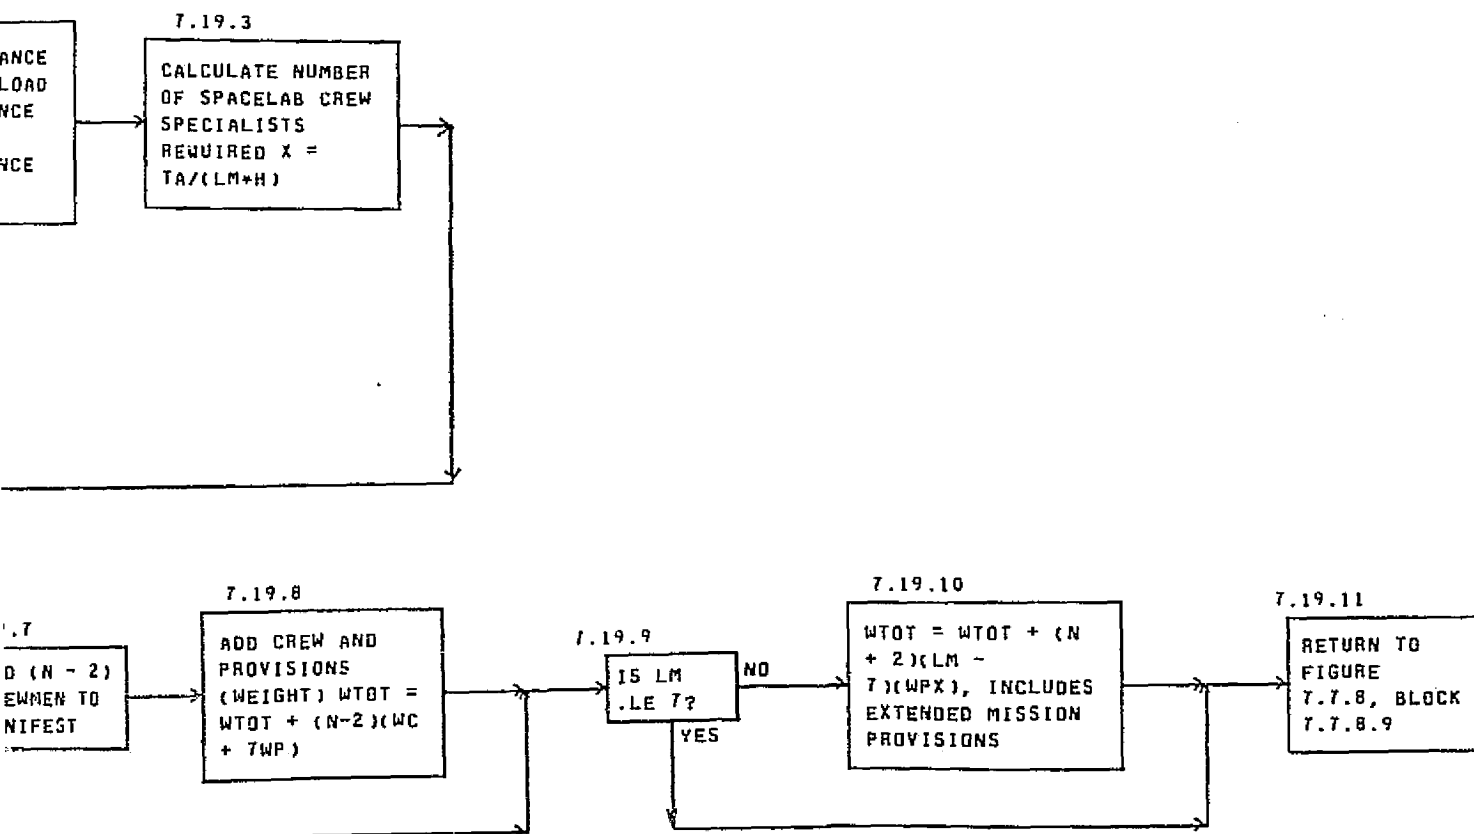 7.19.3
ANCE
LOAD
NCE
NCE
CALCULATE NUMBER
OF SPACELAB CREW
SPECIALISTS
REWUIRED X =
TA/(LM*H)
7.19.8
7.19.10
7.19.11
.7
7.19.9
D (N - 2)
EWMEN TO
NIFEST
ADD CREW AND
PROVISIONS
(WEIGHT) WTOT =
WTOT + (N-2)(WC
+ 7WP)
IS LM
.LE 7?
NO
YES
WTOT = WTOT + (N
+ 2)(LM -
7)(WPX), INCLUDES
EXTENDED MISSION
PROVISIONS
RETURN TO
FIGURE
7.7.8, BLOCK
7.7.8.9